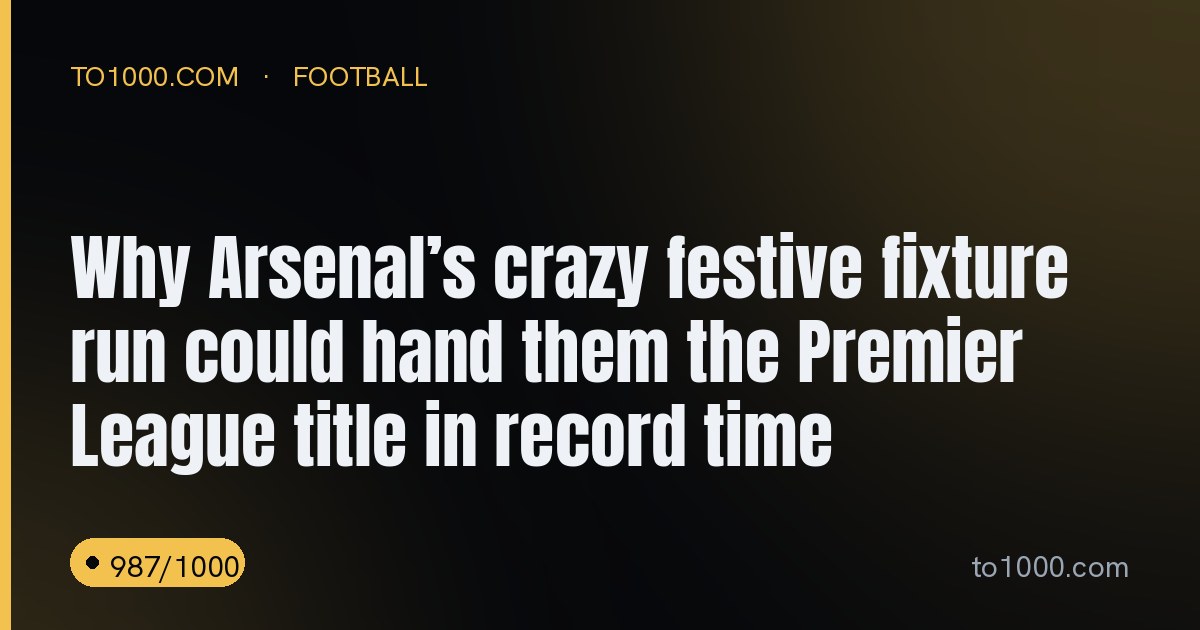 TO1000.COM · FOOTBALL
Why Arsenal’s crazy festive fixture
run could hand them the Premier
League title in record time
987/1000
to1000.com